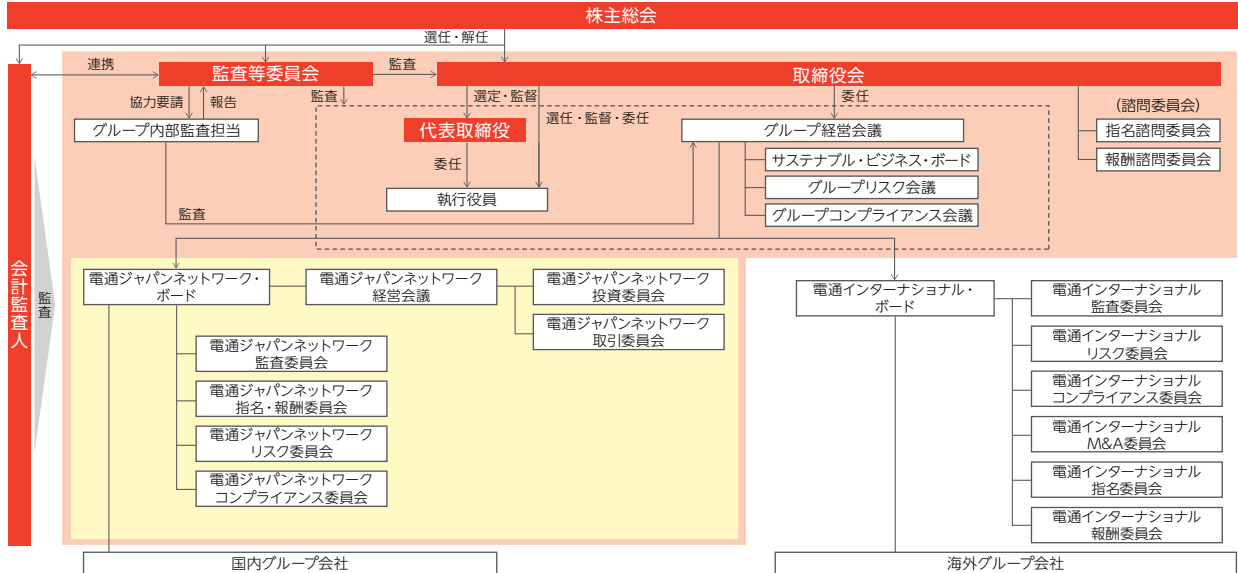 株主総会
選任・解任
連携
監査等委員会
監査
取締役会
協力要請
報告
監査
選定・監督
選任・監督・委任
委任
(諮問委員会)
グループ内部監査担当
代表取締役
グループ経営会議
指名諮問委員会
サステナブル・ビジネス・ボード
報酬諮問委員会
委任
執行役員
グループリスク会議
監査
グループコンプライアンス会議
会計監査人
監査
電通ジャパンネットワーク・
ボード
電通ジャパンネットワーク
経営会議
電通ジャパンネットワーク
投資委員会
電通ジャパンネットワーク
取引委員会
電通ジャパンネットワーク
監査委員会
電通ジャパンネットワーク
指名・報酬委員会
電通ジャパンネットワーク
リスク委員会
電通ジャパンネットワーク
コンプライアンス委員会
電通インターナショナル・
ボード
電通インターナショナル
監査委員会
電通インターナショナル
リスク委員会
電通インターナショナル
コンプライアンス委員会
電通インターナショナル
M&A委員会
電通インターナショナル
指名委員会
電通インターナショナル
報酬委員会
国内グループ会社
海外グループ会社